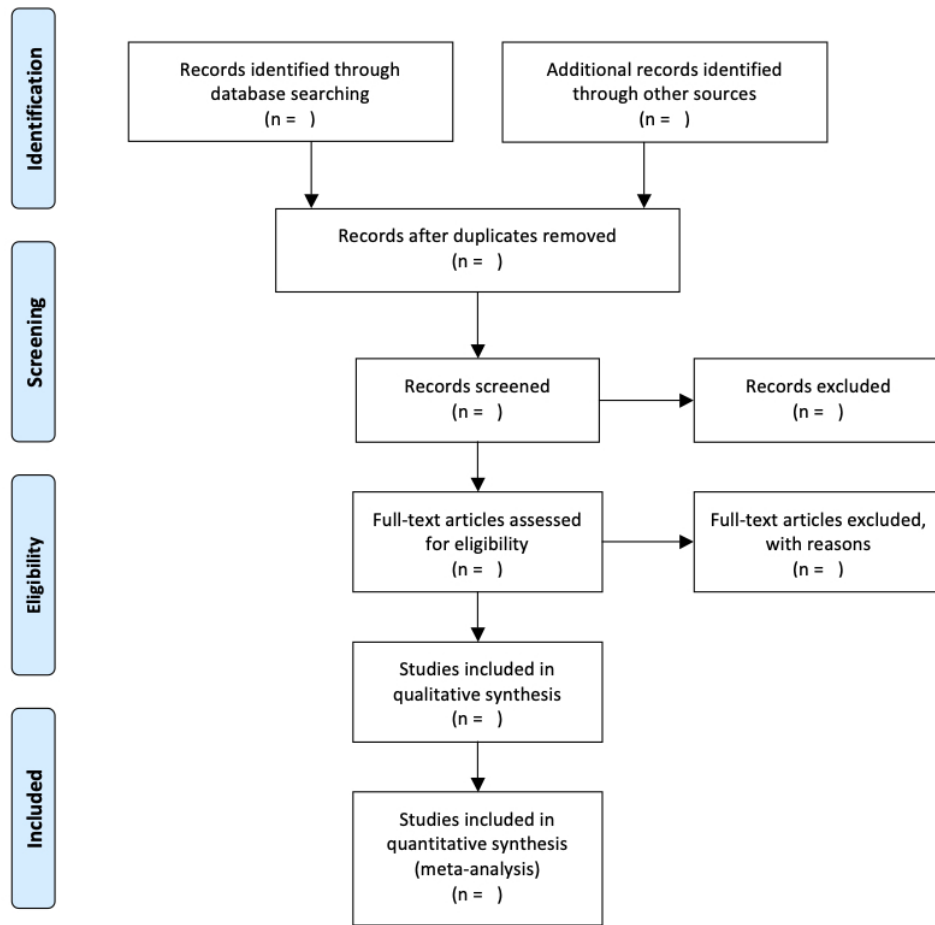 Identification
Records identified through
database searching
(n =   )
Additional records identified
through other sources
(n =   )
Records after duplicates removed
(n =   )
Screening
Records screened
(n =   )
Records excluded
(n =   )
Eligibility
Full-text articles assessed
for eligibility
(n =   )
Full-text articles excluded,
with reasons
(n =   )
Studies included in
qualitative synthesis
(n =   )
Included
Studies included in
quantitative synthesis
(meta-analysis)
(n =   )